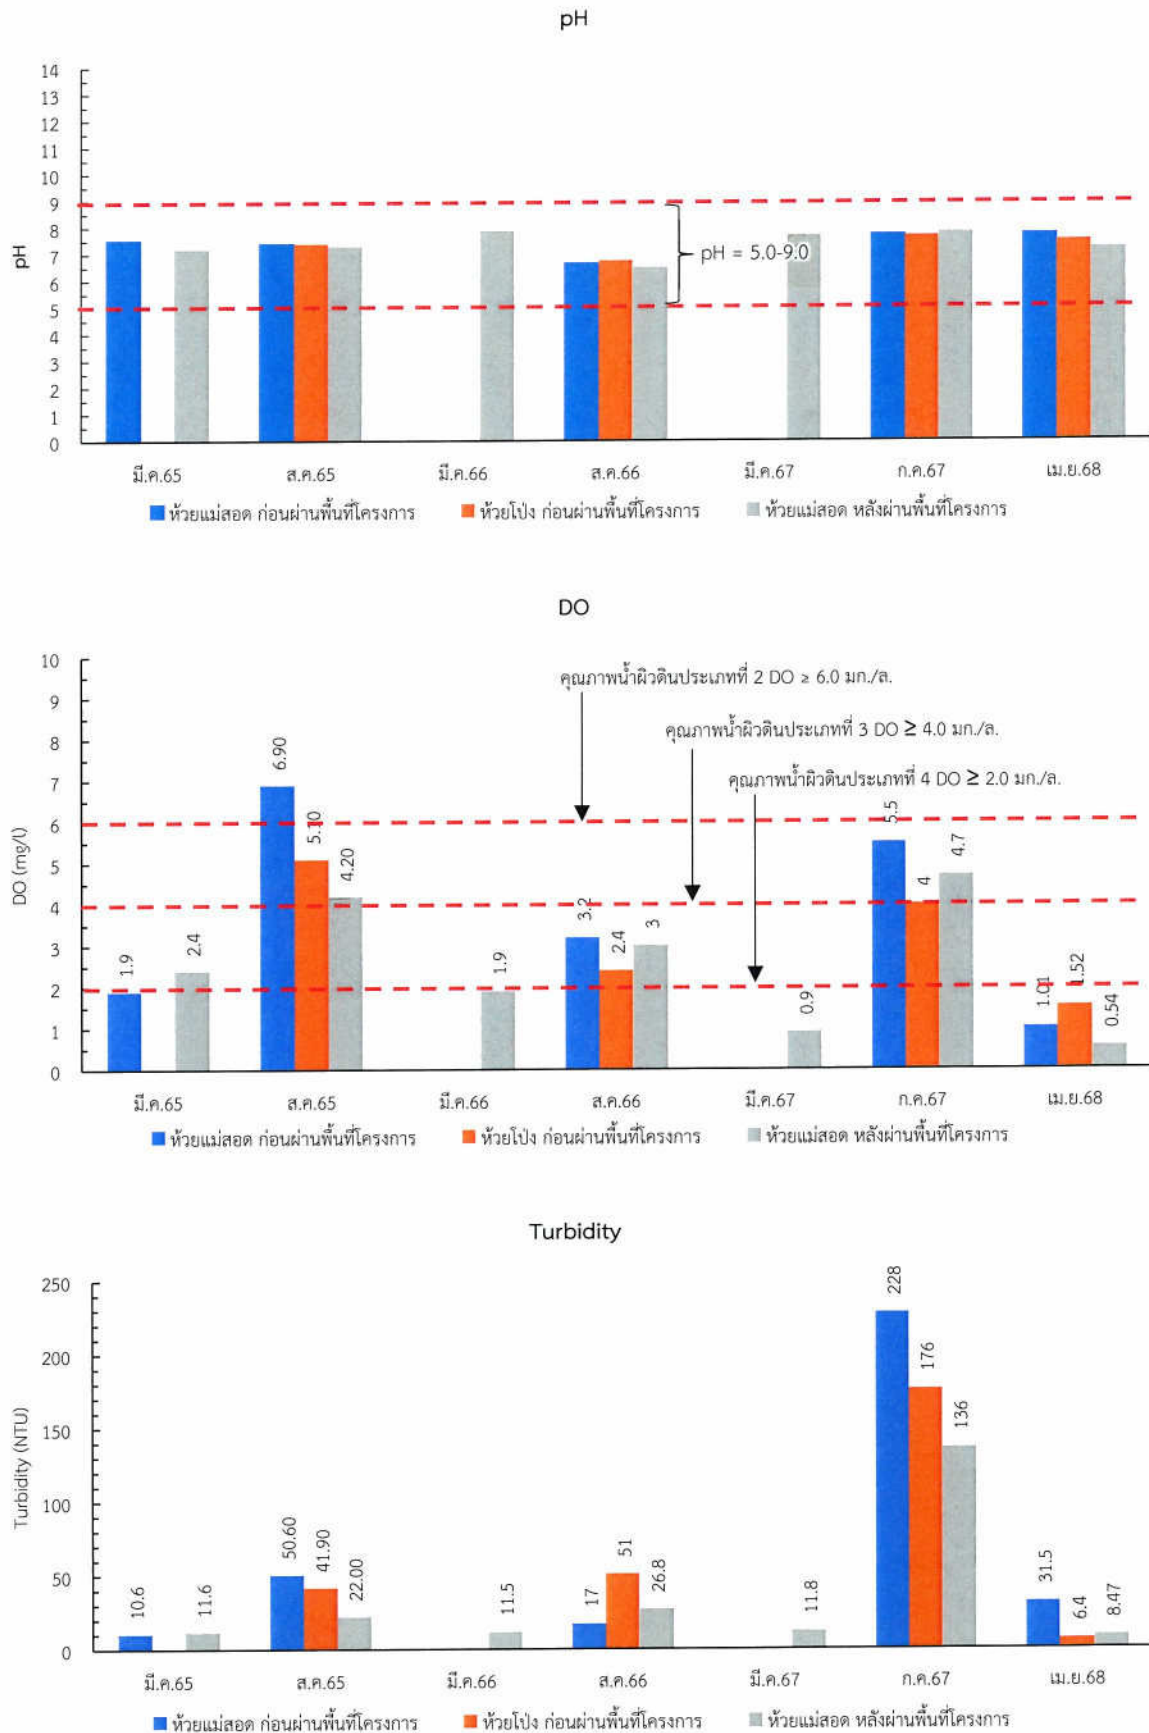 pH
14
13
12
11
10
9
8
7
6
5
4
3
2
1
0
pH
pH = 5.0-9.0
มี.ค.65 ส.ค.65 มี.ค.66 ส.ค.66 มี.ค.67 ก.ค.67 เม.ย.68
ห้วยแม่สอด ก่อนผ่านพื้นที่โครงการ ห้วยโป่ง ก่อนผ่านพื้นที่โครงการ ห้วยแม่สอด หลังผ่านพื้นที่โครงการ
DO
10
9
8
7
6
5
4
3
2
1
0
DO (mg/l)
คุณภาพน้ำผิวดินประเภทที่ 2 DO ≥ 6.0 มก./ล.
คุณภาพน้ำผิวดินประเภทที่ 3 DO ≥ 4.0 มก./ล.
คุณภาพน้ำผิวดินประเภทที่ 4 DO ≥ 2.0 มก./ล.
1.9 2.4 6.90 5.10 4.20 1.9 3.2 2.4 3 0.9 5.5 4 4.7 1.01 1.52 0.54
มี.ค.65 ส.ค.65 มี.ค.66 ส.ค.66 มี.ค.67 ก.ค.67 เม.ย.68
ห้วยแม่สอด ก่อนผ่านพื้นที่โครงการ ห้วยโป่ง ก่อนผ่านพื้นที่โครงการ ห้วยแม่สอด หลังผ่านพื้นที่โครงการ
Turbidity
250
200
150
100
50
0
Turbidity (NTU)
10.6 11.6 50.60 41.90 22.00 11.5 17 51 26.8 11.8 228 176 136 31.5 6.4 8.47
มี.ค.65 ส.ค.65 มี.ค.66 ส.ค.66 มี.ค.67 ก.ค.67 เม.ย.68
ห้วยแม่สอด ก่อนผ่านพื้นที่โครงการ ห้วยโป่ง ก่อนผ่านพื้นที่โครงการ ห้วยแม่สอด หลังผ่านพื้นที่โครงการ